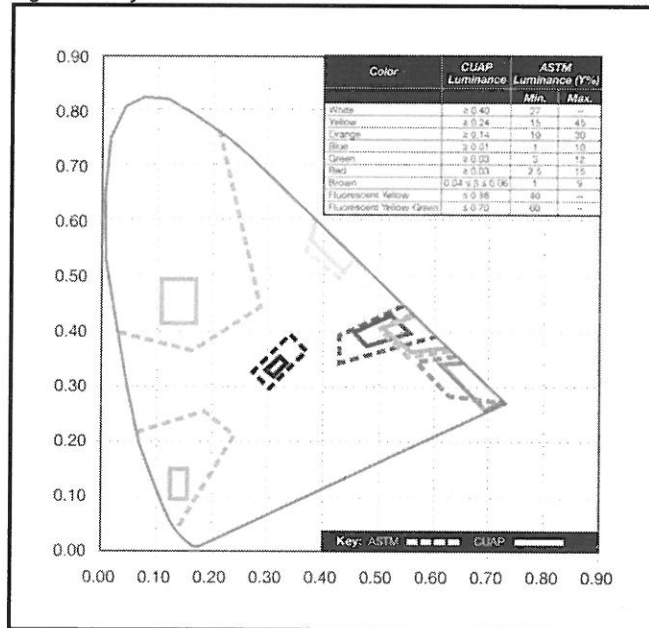 0.90
0.80
0.70
0.60
0.50
0.40
0.30
0.20
0.10
0.00
0.00 0.10 0.20 0.30 0.40 0.50 0.60 0.70 0.80 0.90
Color CUAP Luminance ASTM Luminance (Y%)
Min. Max.
White ≥ 0.40 27 --
Yellow ≥ 0.24 15 45
Orange ≥ 0.14 10 30
Blue ≥ 0.01 1 10
Green ≥ 0.03 3 12
Red ≥ 0.03 2.5 15
Brown 0.04 ≤ β ≤ 0.06 1 9
Fluorescent Yellow 40 --
Fluorescent Yellow-Green 60 --
Key: ASTM CUAP